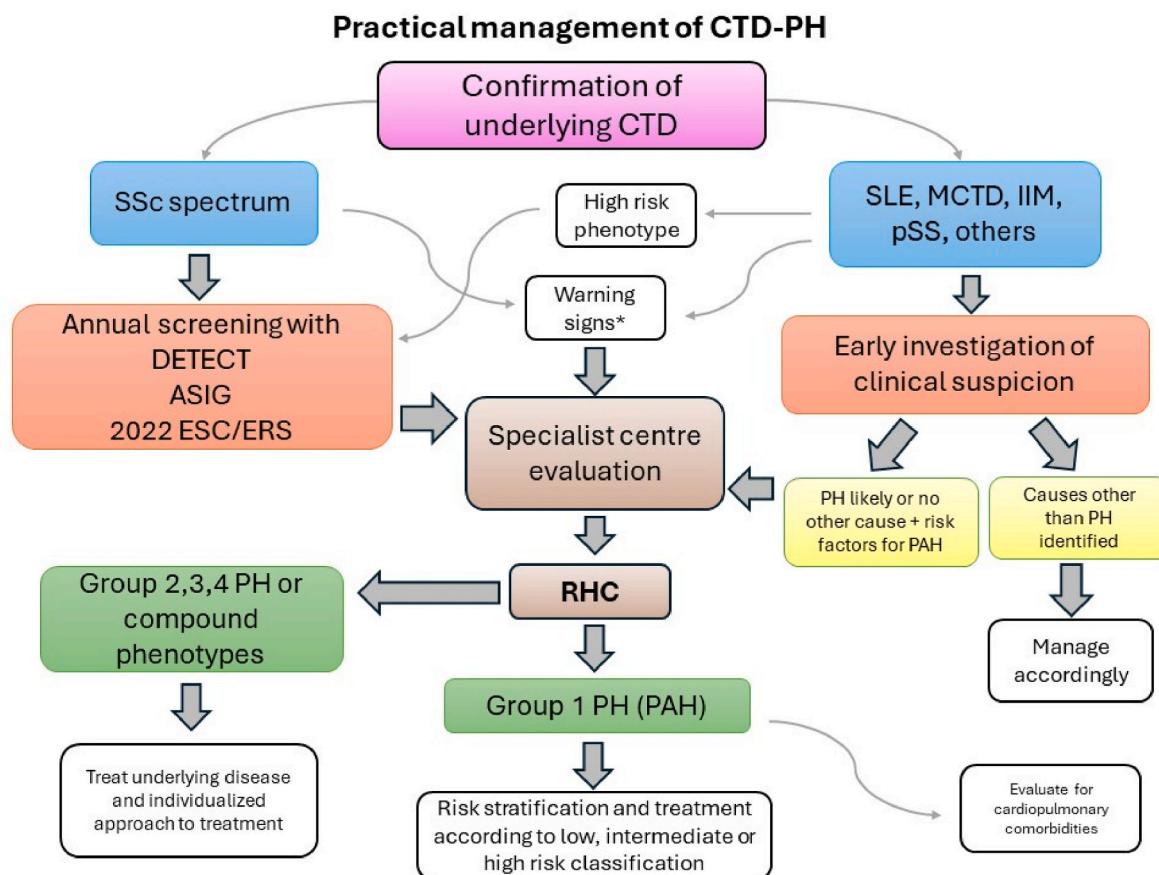 Practical management of CTD-PH
Confirmation of
underlying CTD
SSc spectrum
High risk
phenotype
SLE, MCTD, IIM,
pSS, others
Warning
signs*
Annual screening with
DETECT
ASIG
2022 ESC/ERS
Early investigation of
clinical suspicion
Specialist centre
evaluation
PH likely or no
other cause + risk
factors for PAH
Causes other
than PH
identified
RHC
Group 2,3,4 PH or
compound
phenotypes
Manage
accordingly
Group 1 PH (PAH)
Treat underlying disease
and individualized
approach to treatment
Risk stratification and treatment
according to low, intermediate or
high risk classification
Evaluate for
cardiopulmonary
comorbidities